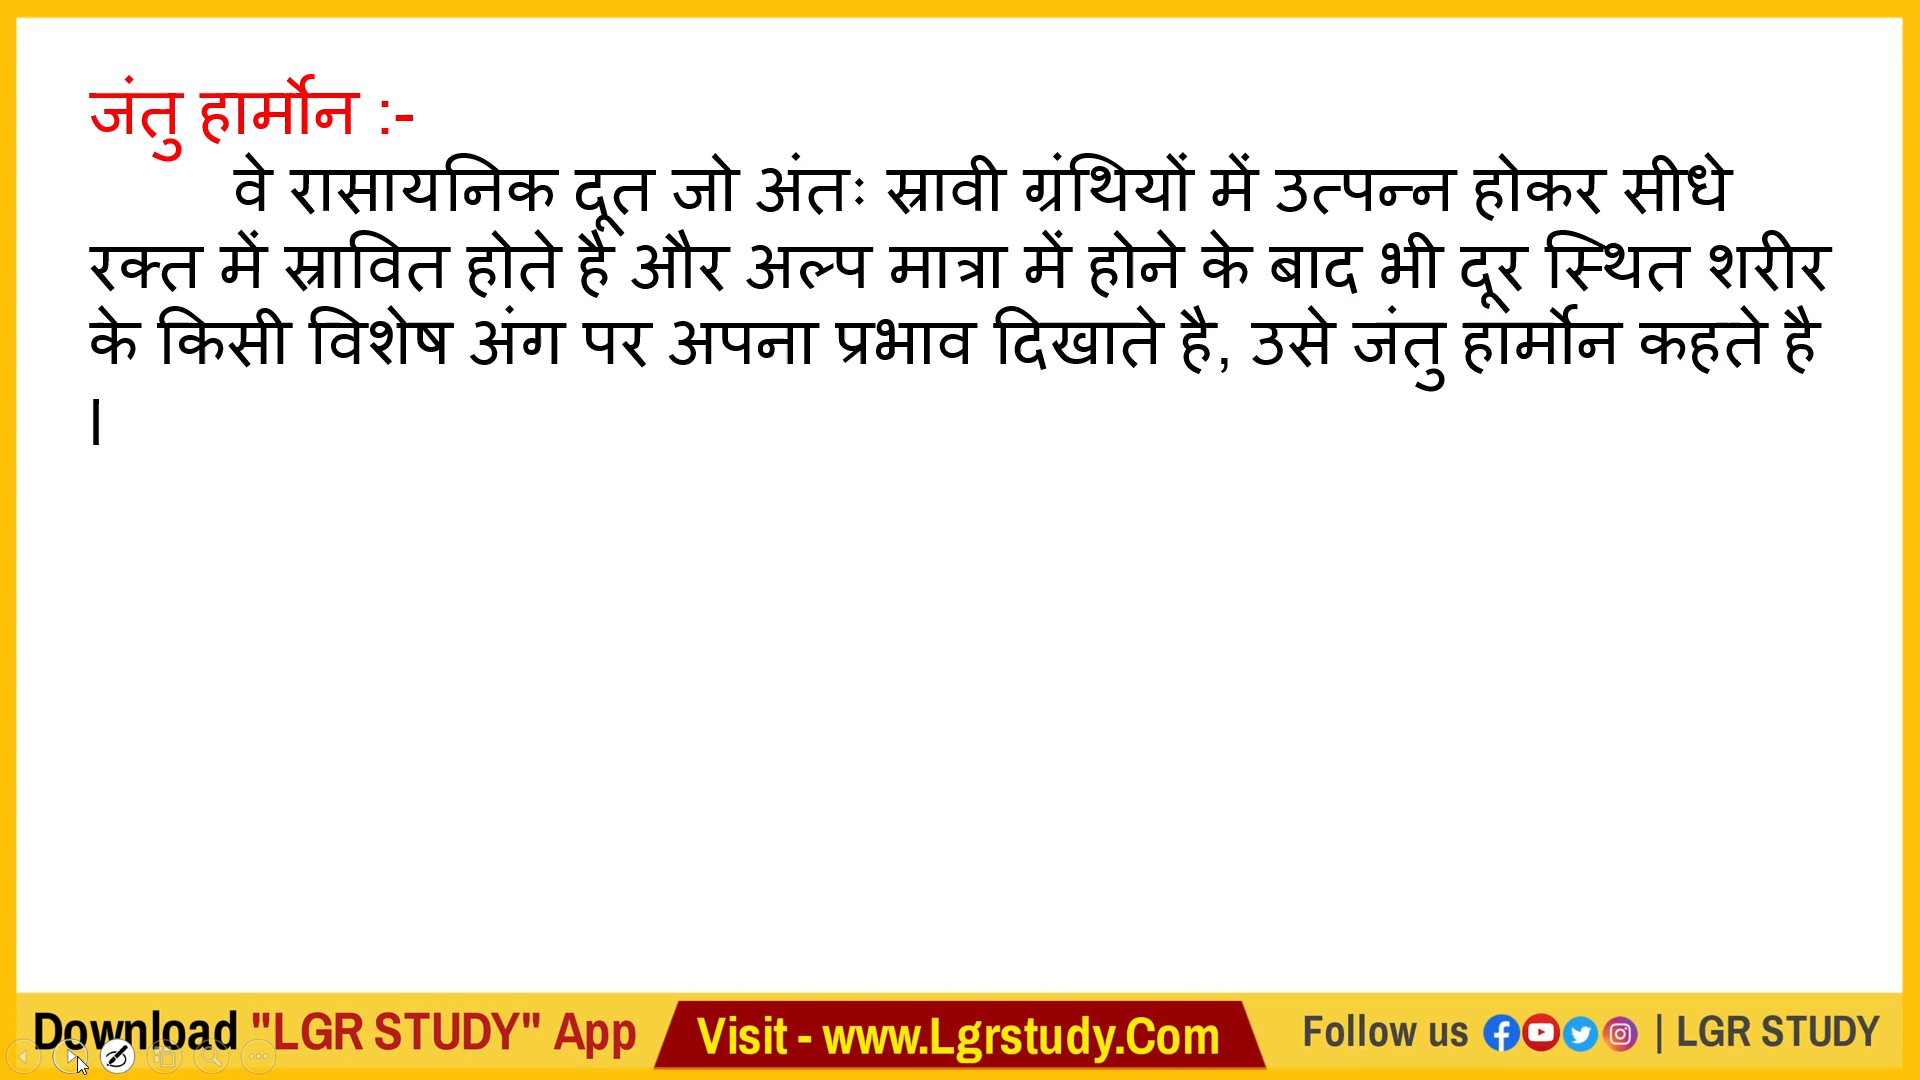 जंतु हार्मोन :-
वे रासायनिक दूत जो अंतः स्रावी ग्रंथियों में उत्पन्न होकर सीधे
रक्त में स्रावित होते है और अल्प मात्रा में होने के बाद भी दूर स्थित शरीर
के किसी विशेष अंग पर अपना प्रभाव दिखाते है, उसे जंतु हार्मोन कहते है
l
Download "LGR STUDY" App Visit - www.Lgrstudy.Com Follow us | LGR STUDY